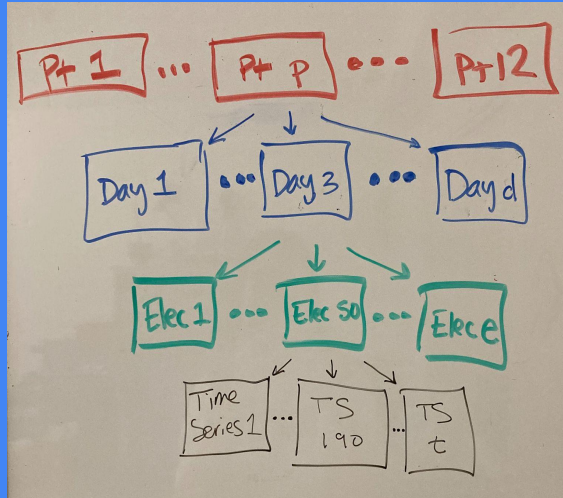 Pt 1 ... Pt P ... Pt 12
Day 1 ... Day 3 ... Day d
Elec 1 ... Elec 50 ... Elec e
Time
Series 1 ... TS
190 ... TS
t